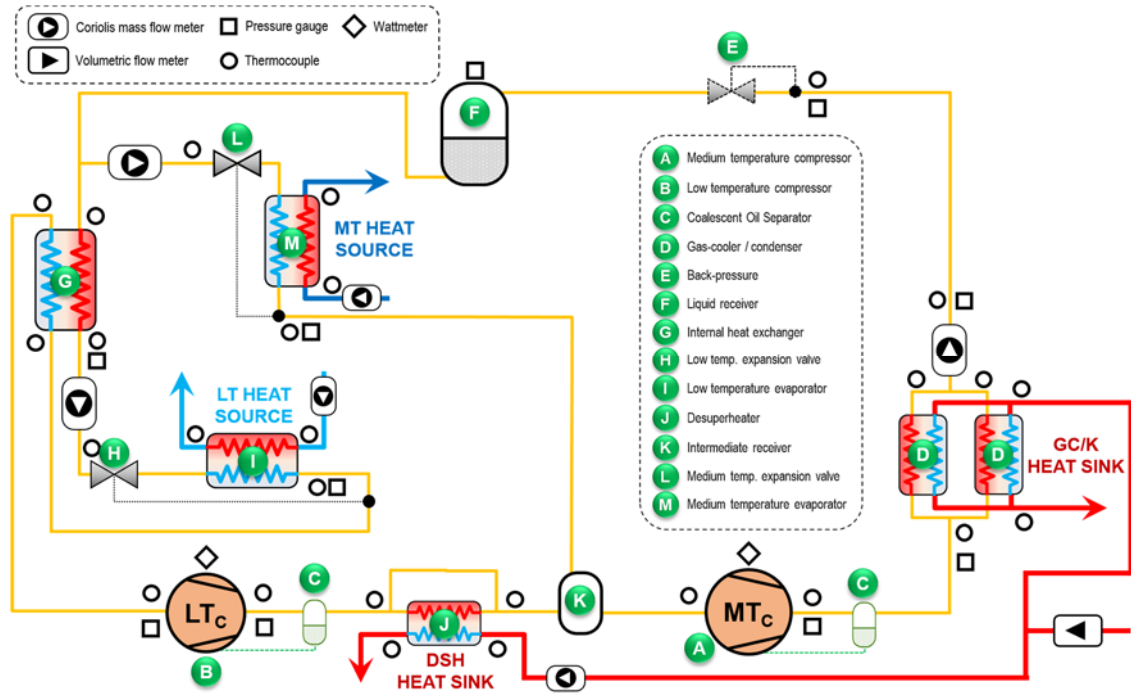 Coriolis mass flow meter
Pressure gauge
Wattmeter
Volumetric flow meter
Thermocouple
E
F
L
A Medium temperature compressor
B Low temperature compressor
C Coalescent Oil Separator
D Gas-cooler / condenser
E Back-pressure
F Liquid receiver
G Internal heat exchanger
H Low temp. expansion valve
I Low temperature evaporator
J Desuperheater
K Intermediate receiver
L Medium temp. expansion valve
M Medium temperature evaporator
MT HEAT
SOURCE
M
G
LT HEAT
SOURCE
H
I
D
D
GC/K
HEAT SINK
C
C
LTC
K
MTC
J
A
B
DSH
HEAT SINK